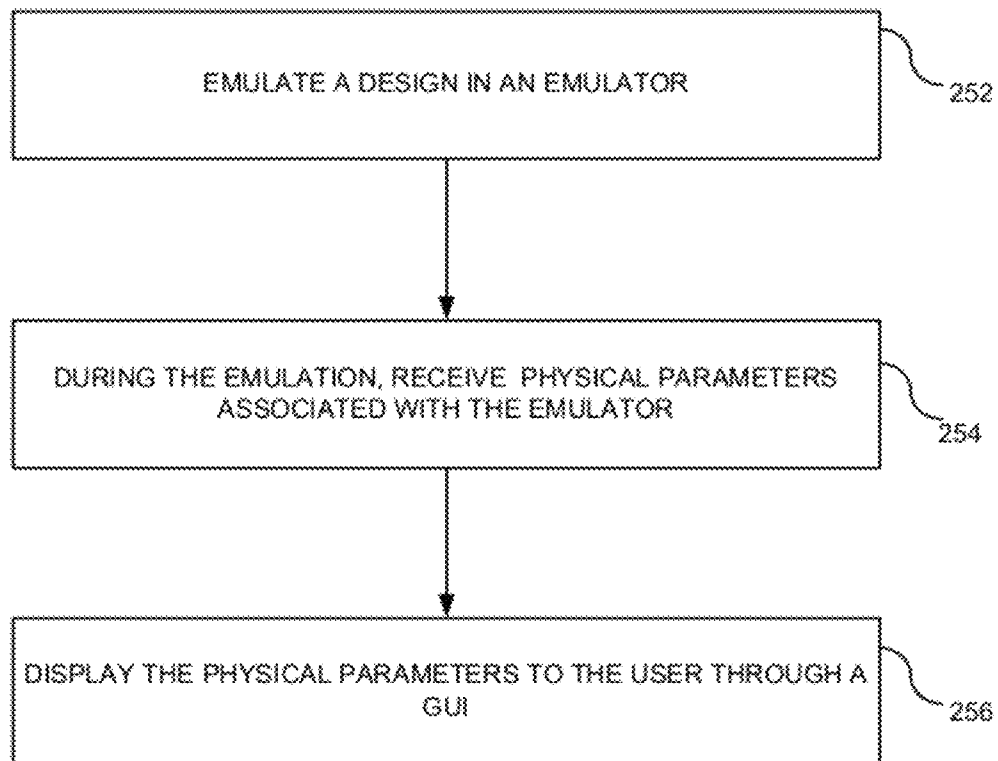 EMULATE A DESIGN IN AN EMULATOR
252
DURING THE EMULATION, RECEIVE PHYSICAL PARAMETERS
ASSOCIATED WITH THE EMULATOR
254
DISPLAY THE PHYSICAL PARAMETERS TO THE USER THROUGH A
GUI
256